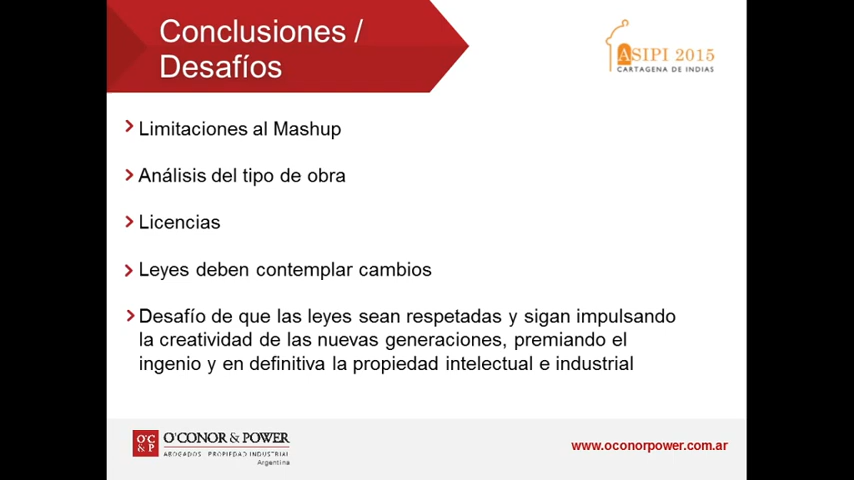 Conclusiones /
Desafíos
ASIPI 2015
CARTAGENA DE INDIAS
Limitaciones al Mashup
Análisis del tipo de obra
Licencias
Leyes deben contemplar cambios
Desafío de que las leyes sean respetadas y sigan impulsando
la creatividad de las nuevas generaciones, premiando el
ingenio y en definitiva la propiedad intelectual e industrial
O'C
& P
O'CONOR & POWER
ABOGADOS · PROPIEDAD INDUSTRIAL
Argentina
www.oconorpower.com.ar